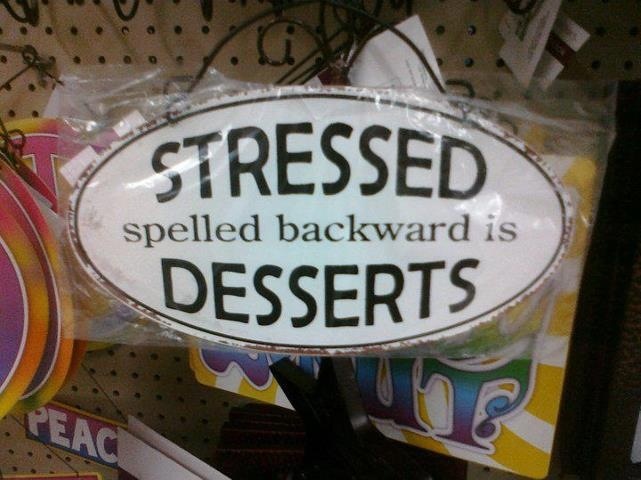 STRESSED
spelled backward is
DESSERTS
PEAC